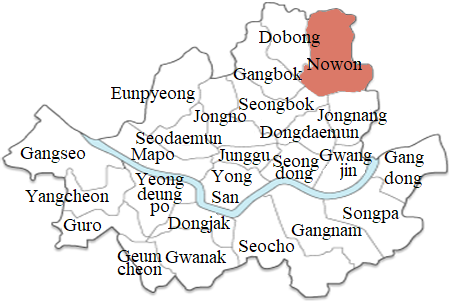 Dobong
Nowon
Gangbok
Eunpyeong
Seongbok
Jongno
Jongnang
Dongdaemun
Seodaemun
Gangseo
Mapo
Junggu
Seong
dong
Gwang
jin
Gang
dong
Yangcheon
Yeong
deung
po
Yong
San
Guro
Dongjak
Songpa
Gangnam
Seocho
Geum
cheon
Gwanak